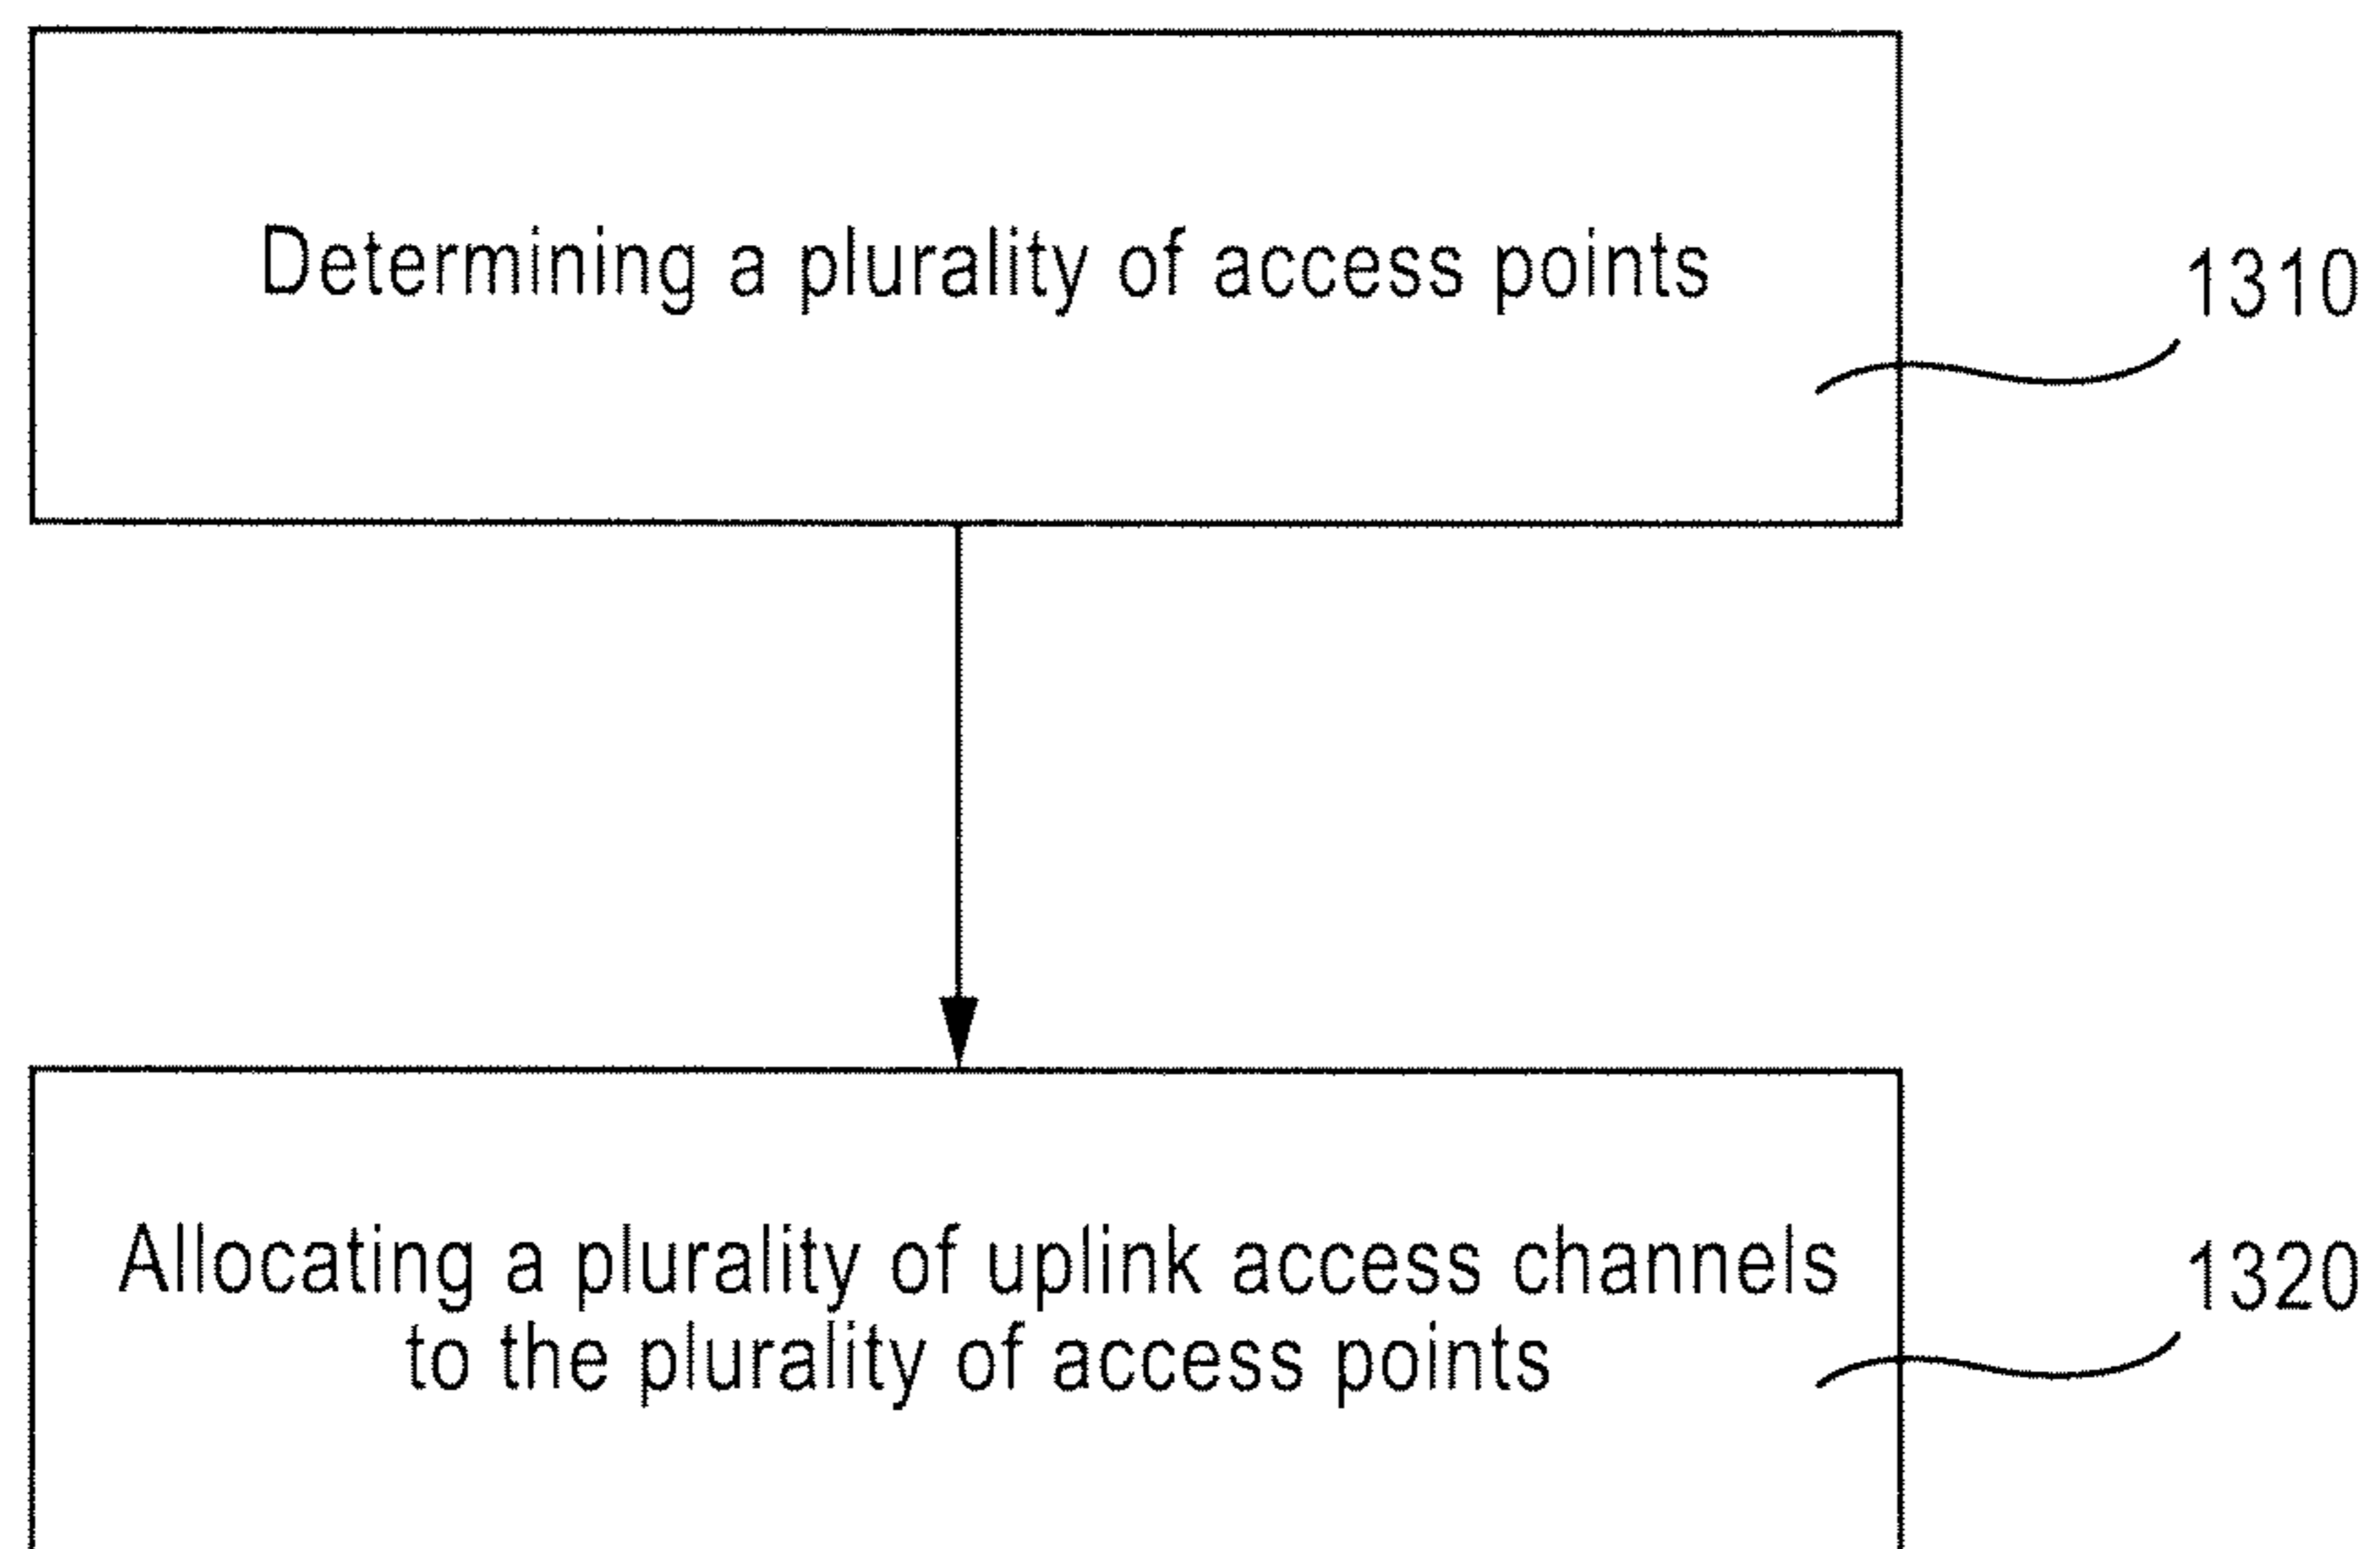 Determining a plurality of access points
1310
Allocating a plurality of uplink access channels
to the plurality of access points
1320